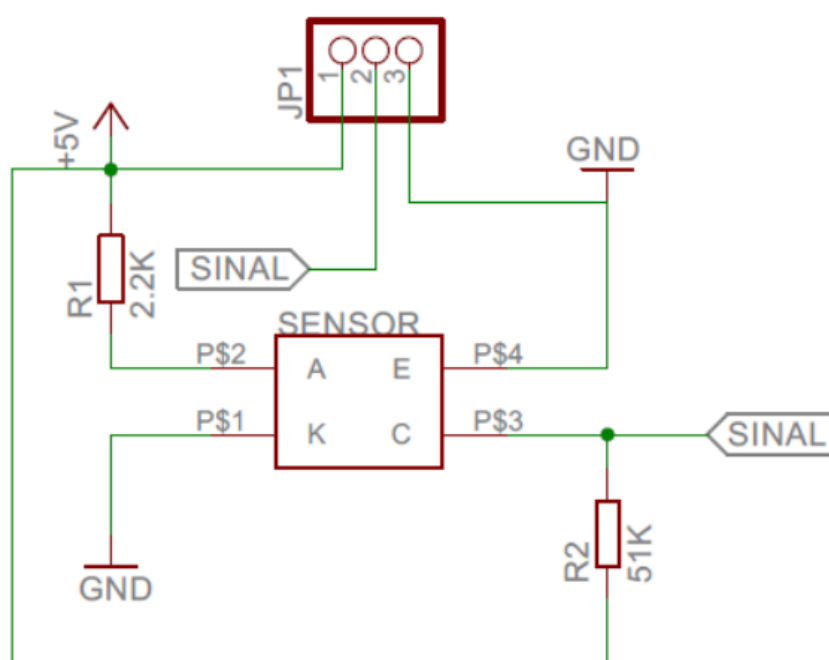 JP1
1
2
3
+5V
GND
SINAL
R1
2.2K
SENSOR
P$2
A
E
P$4
P$1
K
C
P$3
SINAL
R2
51K
GND